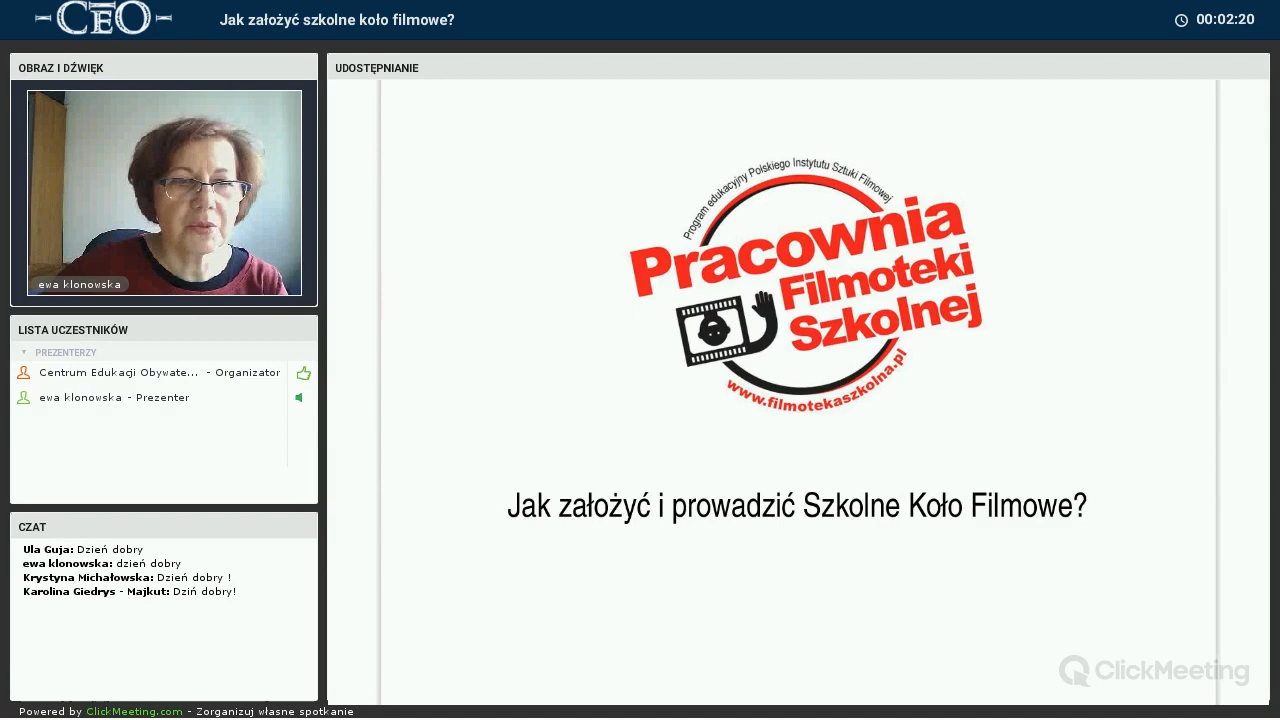 CEO
Jak założyć szkolne koło filmowe?
00:02:20
OBRAZ I DŹWIĘK
ewa klonowska
LISTA UCZESTNIKÓW
PREZENTERZY
Centrum Edukacji Obywate... - Organizator
ewa klonowska - Prezenter
CZAT
Ula Guja: Dzień dobry
ewa klonowska: dzień dobry
Krystyna Michałowska: Dzień dobry !
Karolina Giedrys - Majkut: Dziń dobry!
Powered by ClickMeeting.com - Zorganizuj własne spotkanie
UDOSTĘPNIANIE
Program edukacyjny Polskiego Instytutu Sztuki Filmowej
Pracownia
Filmoteki
Szkolnej
www.filmotekaszkolna.pl
Jak założyć i prowadzić Szkolne Koło Filmowe?
ClickMeeting